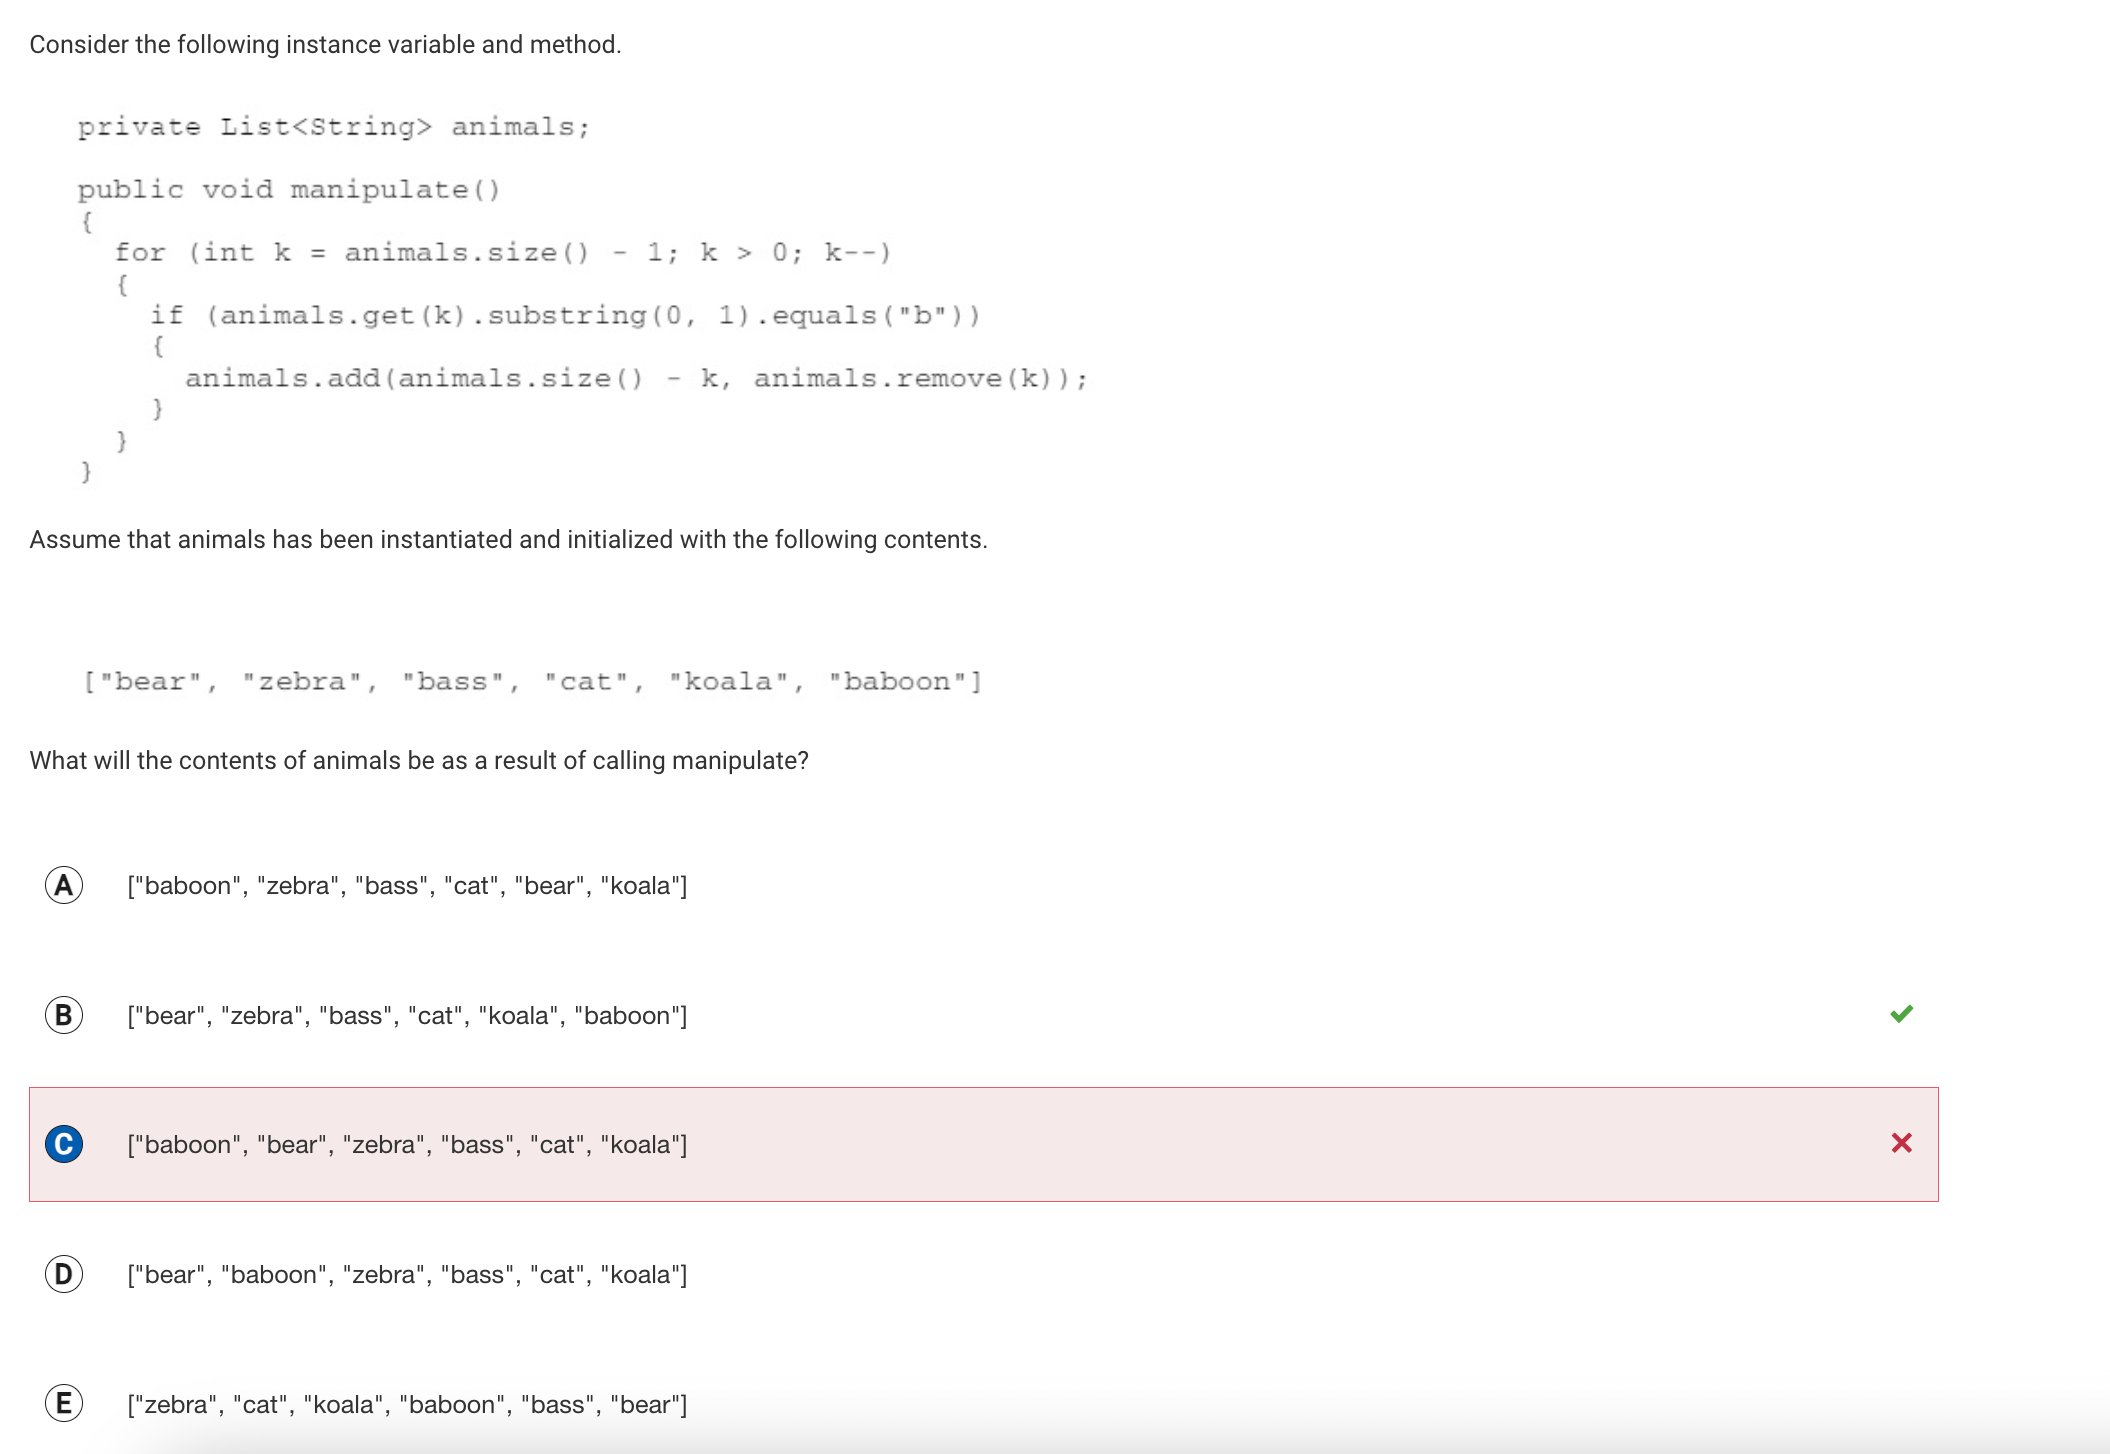 Consider the following instance variable and method.
private List<String> animals;
public void manipulate()
{
for (int k = animals.size() - 1; k > 0; k--)
{
if (animals.get(k).substring(0, 1).equals("b"))
{
animals.add(animals.size() - k, animals.remove(k));
}
}
}
Assume that animals has been instantiated and initialized with the following contents.
["bear", "zebra", "bass", "cat", "koala", "baboon"]
What will the contents of animals be as a result of calling manipulate?
A ["baboon", "zebra", "bass", "cat", "bear", "koala"]
B ["bear", "zebra", "bass", "cat", "koala", "baboon"]
C ["baboon", "bear", "zebra", "bass", "cat", "koala"]
D ["bear", "baboon", "zebra", "bass", "cat", "koala"]
E ["zebra", "cat", "koala", "baboon", "bass", "bear"]